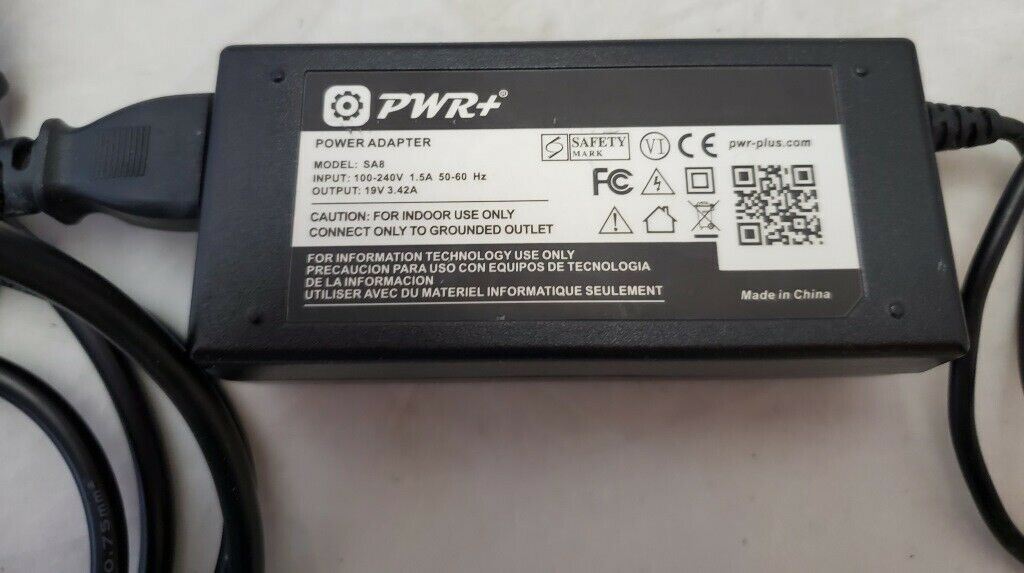 PWR+®
POWER ADAPTER
MODEL: SA8
INPUT: 100-240V 1.5A 50-60 Hz
OUTPUT: 19V 3.42A
CAUTION: FOR INDOOR USE ONLY
CONNECT ONLY TO GROUNDED OUTLET
SAFETY
MARK
VI
CE
pwr-plus.com
FC
FOR INFORMATION TECHNOLOGY USE ONLY
PRECAUCION PARA USO CON EQUIPOS DE TECNOLOGIA
DE LA INFORMACION
UTILISER AVEC DU MATERIEL INFORMATIQUE SEULEMENT
Made in China